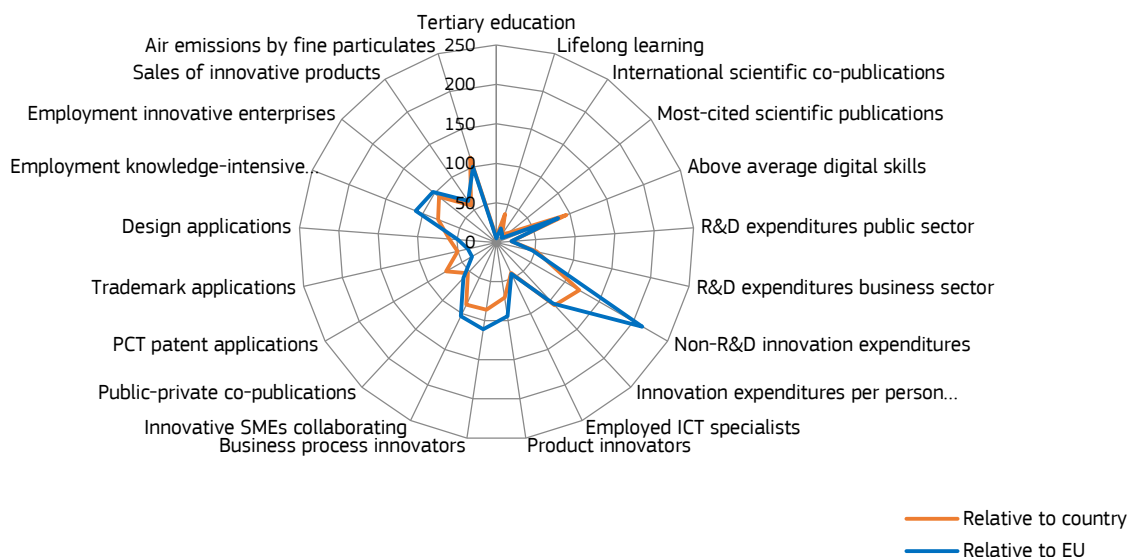 Tertiary education
Air emissions by fine particulates
250
Lifelong learning
Sales of innovative products
International scientific co-publications
200
Employment innovative enterprises
Most-cited scientific publications
150
Employment knowledge-intensive...
100
Above average digital skills
50
Design applications
0
R&D expenditures public sector
Trademark applications
R&D expenditures business sector
PCT patent applications
Non-R&D innovation expenditures
Public-private co-publications
Innovation expenditures per person...
Innovative SMEs collaborating
Employed ICT specialists
Business process innovators
Product innovators
Relative to country
Relative to EU